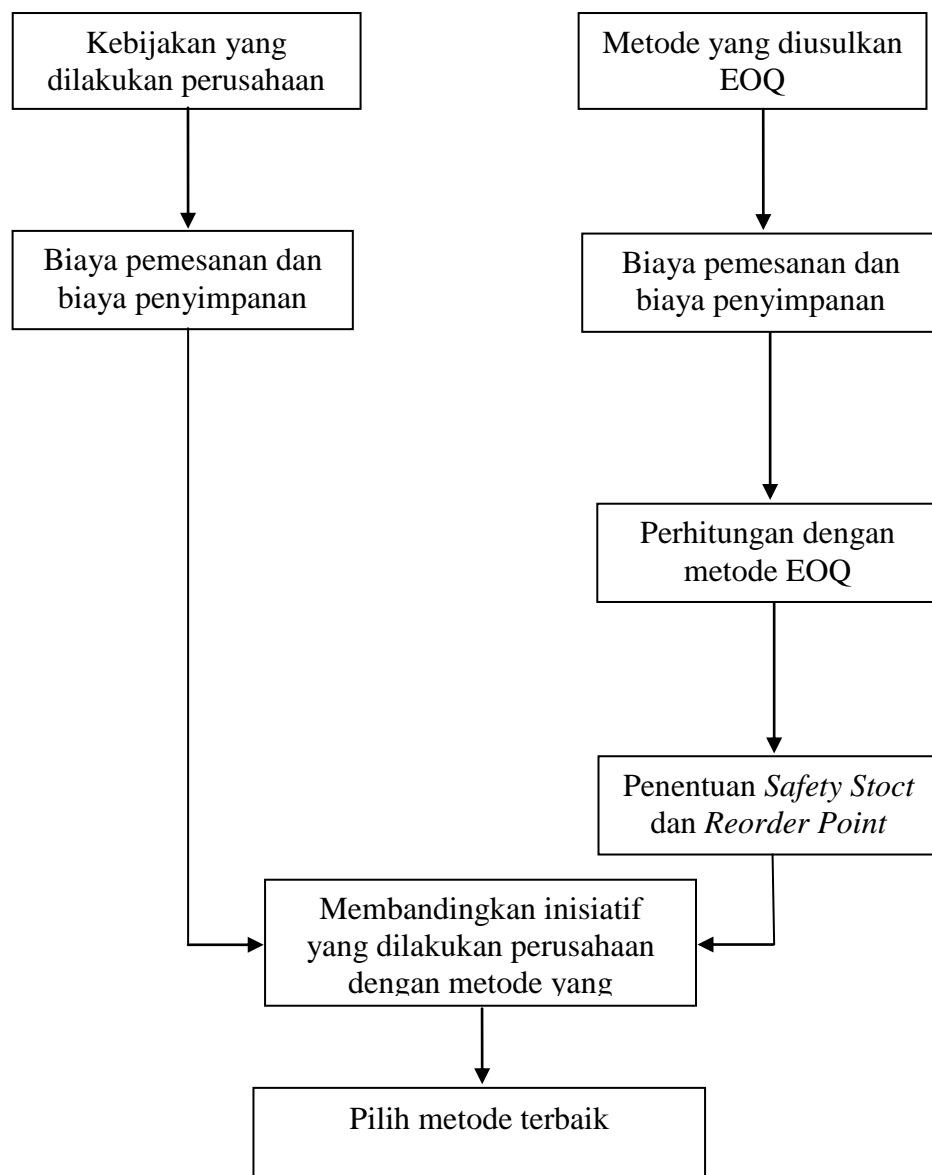 Kebijakan yang
dilakukan perusahaan
Metode yang diusulkan
EOQ
Biaya pemesanan dan
biaya penyimpanan
Biaya pemesanan dan
biaya penyimpanan
Perhitungan dengan
metode EOQ
Penentuan Safety Stoct
dan Reorder Point
Membandingkan inisiatif
yang dilakukan perusahaan
dengan metode yang
Pilih metode terbaik